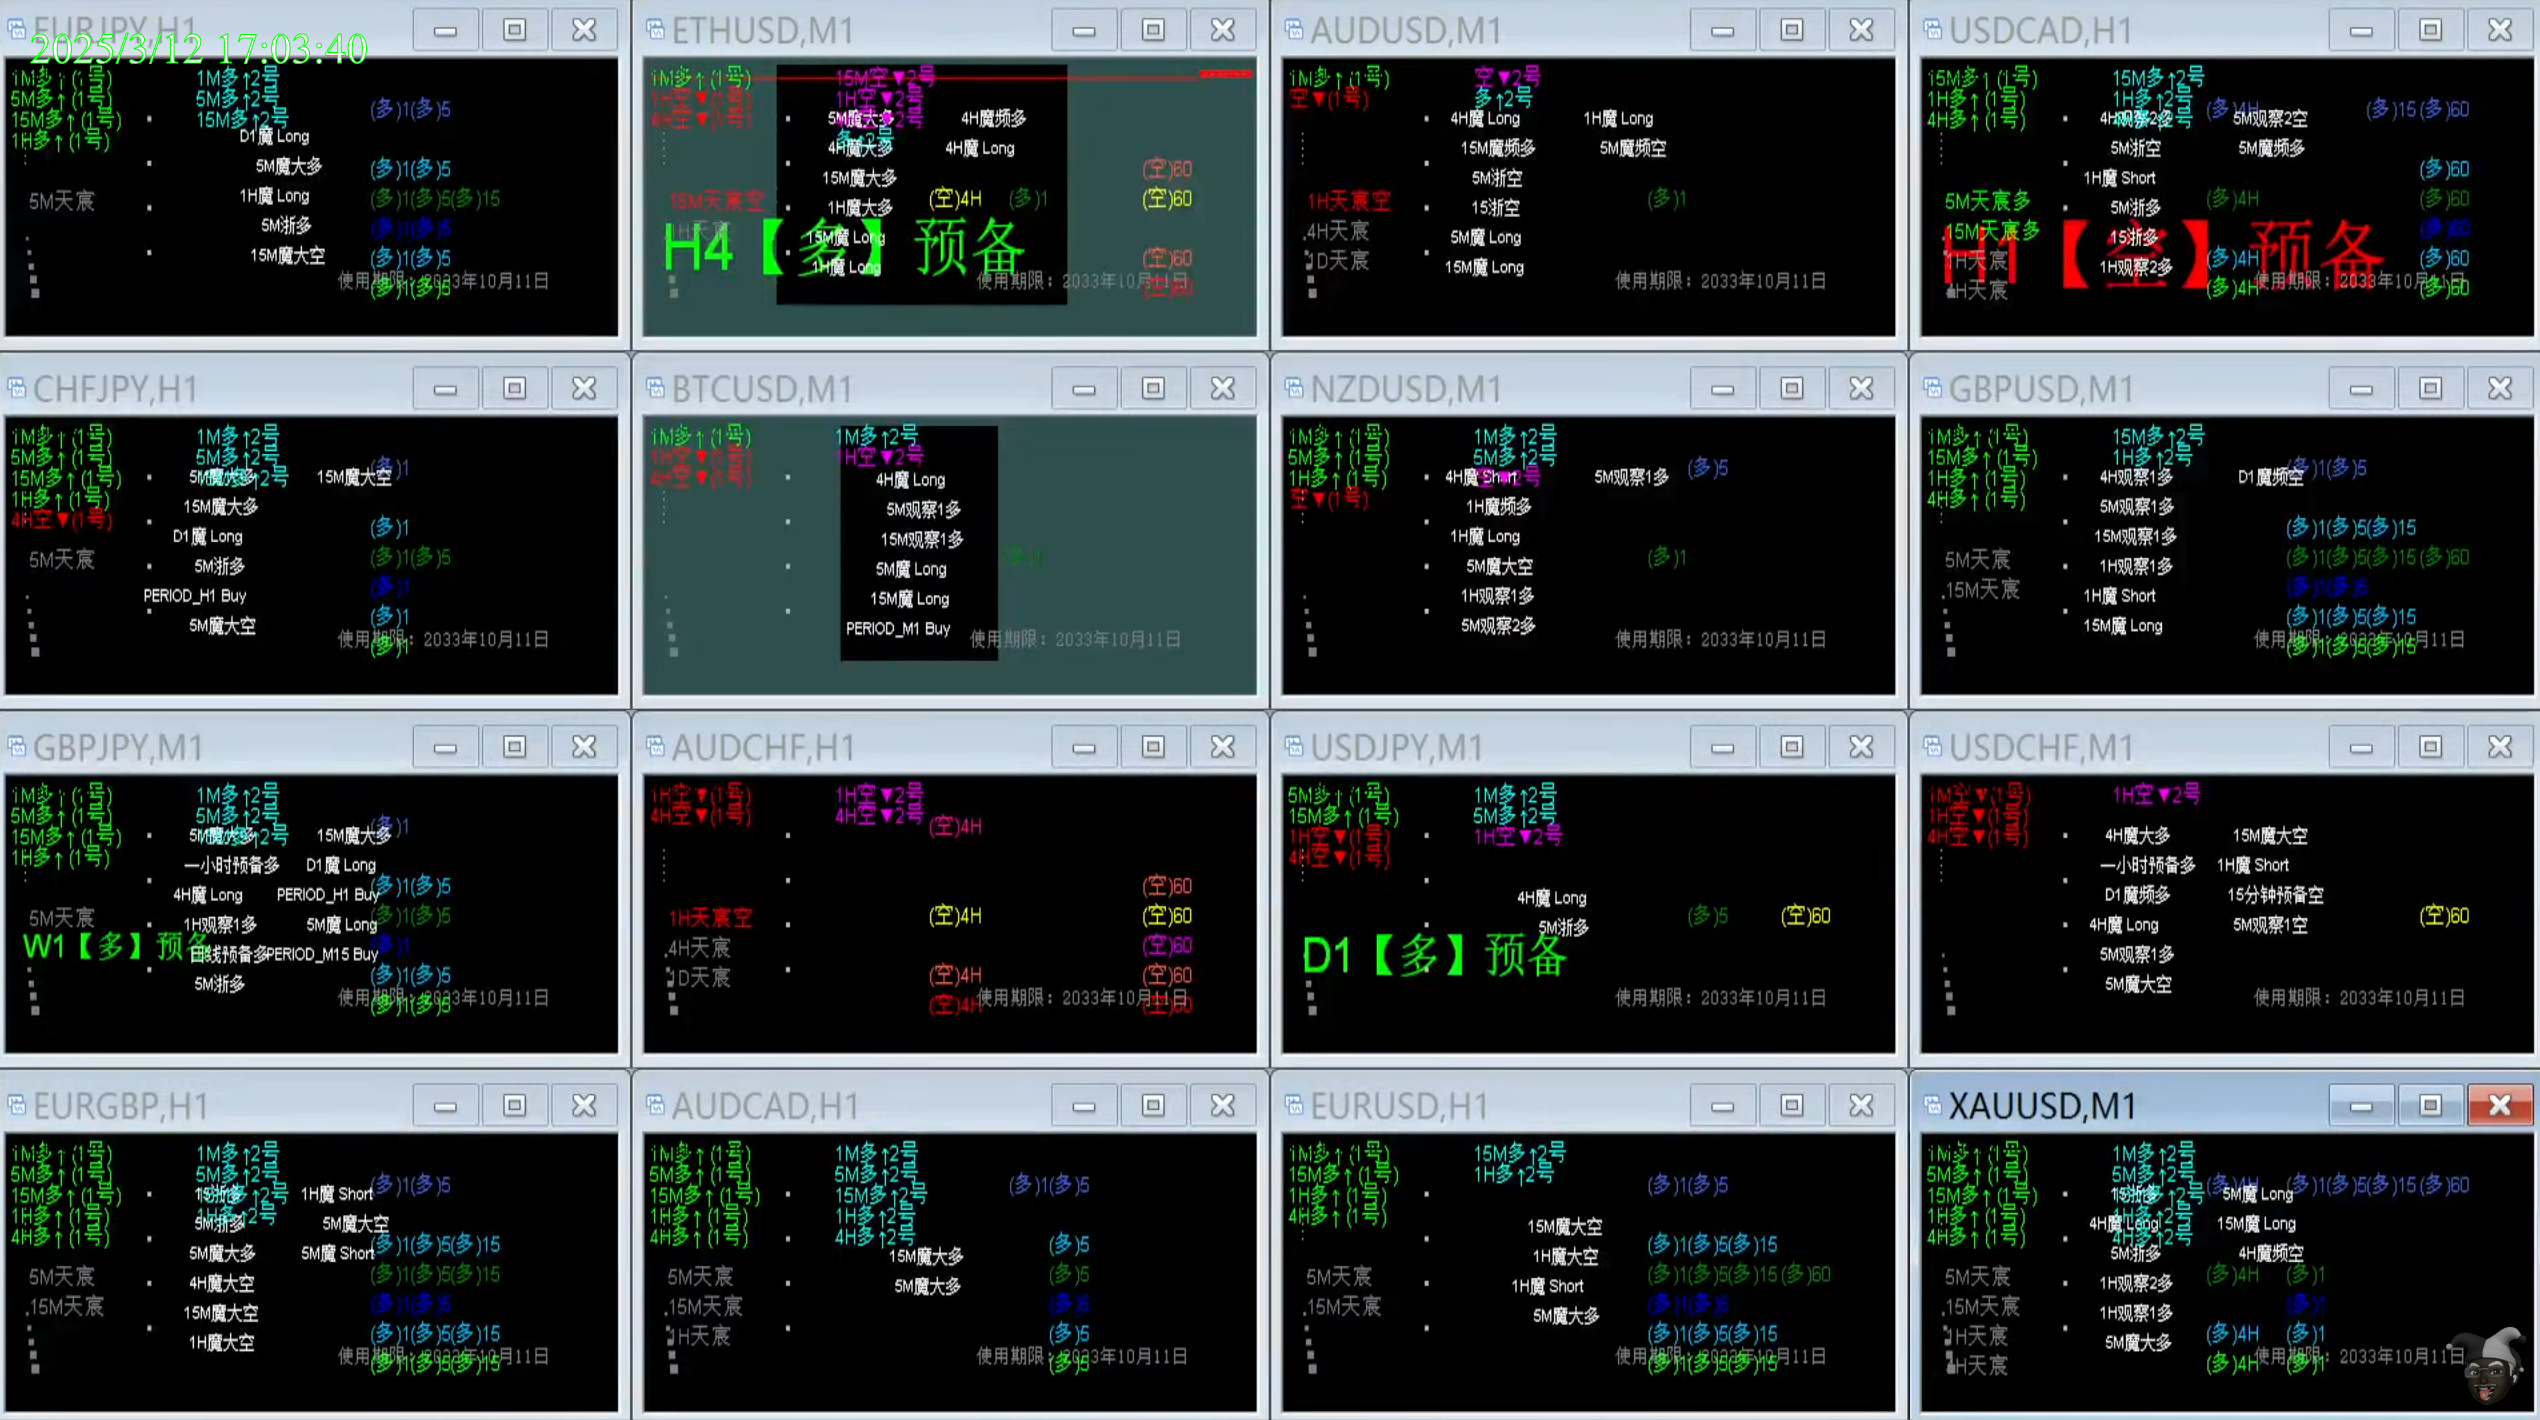 EURJPY,H1
2025/3/12 17:03:40
1M多↑(1号)
5M多↑(1号)
15M多↑(1号)
1H多↑(1号)
1M多↑2号
5M多↑2号
15M多↑2号
(多)1(多)5
D1魔 Long
5M魔大多
(多)1(多)5
5M天宸
1H魔 Long
(多)1(多)5(多)15
5M浙多
(多)1(多)5
15M魔大空
(多)1(多)5
使用期限：2033年10月11日
(多)1(多)5
ETHUSD,M1
1M多↑(1号)
1H空▼(1号)
4H空▼(1号)
15M空▼2号
1H空▼2号
5M魔大多
4H魔频多
4H魔大多
4H魔 Long
15M魔大多
(空)60
15M天宸空
1H魔大多
(空)4H
(多)1
(空)60
15M魔 Long
H4【多】预备
1H魔 Long
(空)60
使用期限：2033年10月11日
AUDUSD,M1
1M多↑(1号)
空▼(1号)
空▼2号
多↑2号
4H魔 Long
1H魔 Long
15M魔频多
5M魔频空
5M浙空
1H天宸空
15浙空
(多)1
4H天宸
5M魔 Long
1D天宸
15M魔 Long
使用期限：2033年10月11日
USDCAD,H1
15M多↑(1号)
1H多↑(1号)
4H多↑(1号)
15M多↑2号
1H多↑2号
(多)4H
(多)15(多)60
4H观察2多
5M观察2空
5M浙空
5M魔频多
1H魔 Short
(多)60
5M天宸多
5M浙多
(多)4H
(多)60
15M天宸多
15浙多
(多)60
H1【空】预备
1H天宸
1H观察2多
(多)4H
(多)60
4H天宸
(多)4H
使用期限：2033年10月11日
(多)60
CHFJPY,H1
1M多↑(1号)
5M多↑(1号)
15M多↑(1号)
1H多↑(1号)
4H空▼(1号)
1M多↑2号
5M多↑2号
(多)1
5M魔大多
15M魔大空
15M魔大多
D1魔 Long
(多)1
5M天宸
5M浙多
(多)1(多)5
PERIOD_H1 Buy
(多)1
5M魔大空
(多)1
使用期限：2033年10月11日
(多)1
BTCUSD,M1
1M多↑(1号)
1H空▼(1号)
4H空▼(1号)
1M多↑2号
1H空▼2号
4H魔 Long
5M观察1多
15M观察1多
(多)1
5M魔 Long
15M魔 Long
PERIOD_M1 Buy
使用期限：2033年10月11日
NZDUSD,M1
1M多↑(1号)
5M多↑(1号)
1H多↑(1号)
空▼(1号)
1M多↑2号
5M多↑2号
空▼2号
(多)5
4H魔 Short
5M观察1多
1H魔频多
1H魔 Long
5M魔大空
(多)1
1H观察1多
5M观察2多
使用期限：2033年10月11日
GBPUSD,M1
1M多↑(1号)
15M多↑(1号)
1H多↑(1号)
4H多↑(1号)
15M多↑2号
1H多↑2号
(多)1(多)5
4H观察1多
D1魔频空
5M观察1多
15M观察1多
(多)1(多)5(多)15
5M天宸
1H观察1多
(多)1(多)5(多)15(多)60
15M天宸
1H魔 Short
(多)1(多)5
15M魔 Long
(多)1(多)5(多)15
使用期限：2033年10月11日
(多)1(多)5(多)15
GBPJPY,M1
1M多↑(1号)
5M多↑(1号)
15M多↑(1号)
1H多↑(1号)
1M多↑2号
5M多↑2号
(多)1
5M魔大多
15M魔大多
一小时预备多
D1魔 Long
4H魔 Long
PERIOD_H1 Buy
(多)1(多)5
5M天宸
1H观察1多
5M魔 Long
(多)1(多)5
W1【多】预备
日线预备多
PERIOD_M15 Buy
(多)1
5M浙多
(多)1(多)5
使用期限：2033年10月11日
(多)1(多)5
AUDCHF,H1
1H空▼(1号)
4H空▼(1号)
1H空▼2号
4H空▼2号
(空)4H
(空)60
1H天宸空
(空)4H
(空)60
4H天宸
(空)60
1D天宸
(空)4H
(空)60
(空)4H
使用期限：2033年10月11日
(空)60
USDJPY,M1
5M多↑(1号)
15M多↑(1号)
1H空▼(1号)
4H空▼(1号)
1M多↑2号
5M多↑2号
1H空▼2号
4H魔 Long
5M浙多
(多)5
(空)60
D1【多】预备
使用期限：2033年10月11日
USDCHF,M1
1M空▼(1号)
1H空▼(1号)
4H空▼(1号)
1H空▼2号
4H魔大多
15M魔大空
一小时预备多
1H魔 Short
D1魔频多
15分钟预备空
4H魔 Long
5M观察1空
(空)60
5M观察1多
5M魔大空
使用期限：2033年10月11日
EURGBP,H1
1M多↑(1号)
5M多↑(1号)
15M多↑(1号)
1H多↑(1号)
4H多↑(1号)
1M多↑2号
5M多↑2号
15浙多
1H魔 Short
(多)1(多)5
5M浙多
5M魔大空
5M魔大多
5M魔 Short
(多)1(多)5(多)15
5M天宸
4H魔大空
(多)1(多)5(多)15
15M天宸
15M魔大空
(多)1(多)5
1H魔大空
(多)1(多)5(多)15
使用期限：2033年10月11日
(多)1(多)5(多)15
AUDCAD,H1
1M多↑(1号)
5M多↑(1号)
15M多↑(1号)
1H多↑(1号)
4H多↑(1号)
1M多↑2号
5M多↑2号
15M多↑2号
1H多↑2号
4H多↑2号
(多)1(多)5
15M魔大多
(多)5
5M天宸
5M魔大多
(多)5
15M天宸
(多)5
1H天宸
(多)5
使用期限：2033年10月11日
(多)5
EURUSD,H1
1M多↑(1号)
15M多↑(1号)
1H多↑(1号)
4H多↑(1号)
15M多↑2号
1H多↑2号
(多)1(多)5
15M魔大空
1H魔大空
(多)1(多)5(多)15
5M天宸
1H魔 Short
(多)1(多)5(多)15(多)60
15M天宸
5M魔大多
(多)1(多)5
(多)1(多)5(多)15
使用期限：2033年10月11日
(多)1(多)5(多)15
XAUUSD,M1
1M多↑(1号)
5M多↑(1号)
15M多↑(1号)
1H多↑(1号)
4H多↑(1号)
1M多↑2号
5M多↑2号
15浙多
5M魔 Long
(多)4H
(多)1(多)5(多)15(多)60
4H魔 Long
15M魔 Long
5M浙多
4H魔频空
5M天宸
1H观察2多
(多)4H
(多)1
15M天宸
1H观察1多
(多)1
1H天宸
5M魔大多
(多)4H
(多)1
4H天宸
(多)4H
使用期限：2033年10月11日
(多)1